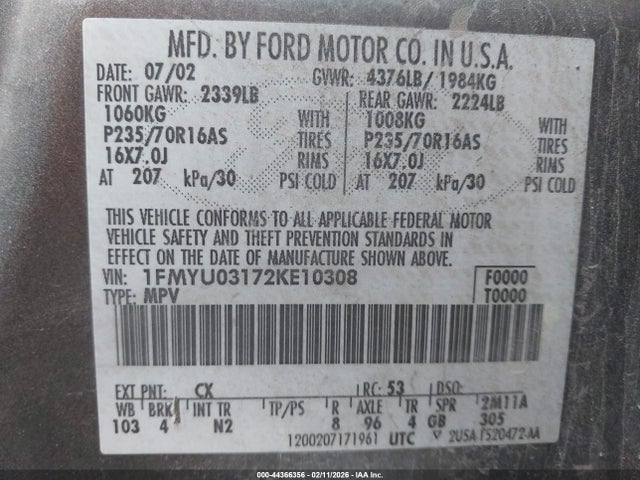 MFD. BY FORD MOTOR CO. IN U.S.A.
DATE: 07/02 GVWR: 4376LB/ 1984KG
FRONT GAWR: 2339LB REAR GAWR: 2224LB
1060KG WITH 1008KG WITH
P235/70R16AS TIRES P235/70R16AS TIRES
16X7.0J RIMS 16X7.0J RIMS
AT 207 kPa/30 PSI COLD AT 207 kPa/30 PSI COLD
THIS VEHICLE CONFORMS TO ALL APPLICABLE FEDERAL MOTOR
VEHICLE SAFETY AND THEFT PREVENTION STANDARDS IN
EFFECT ON THE DATE OF MANUFACTURE SHOWN ABOVE.
VIN: 1FMYU03172KE10308 F0000
TYPE: MPV T0000
EXT PNT: CX RC: 53 DSO:
WB BRK INT TR TP/PS R AXLE TR SPR 2M11A
103 4 N2 8 96 4 GB 305
1200207171961 UTC 2USA
000-44366356 - 02/11/2026 - IAAI.COM